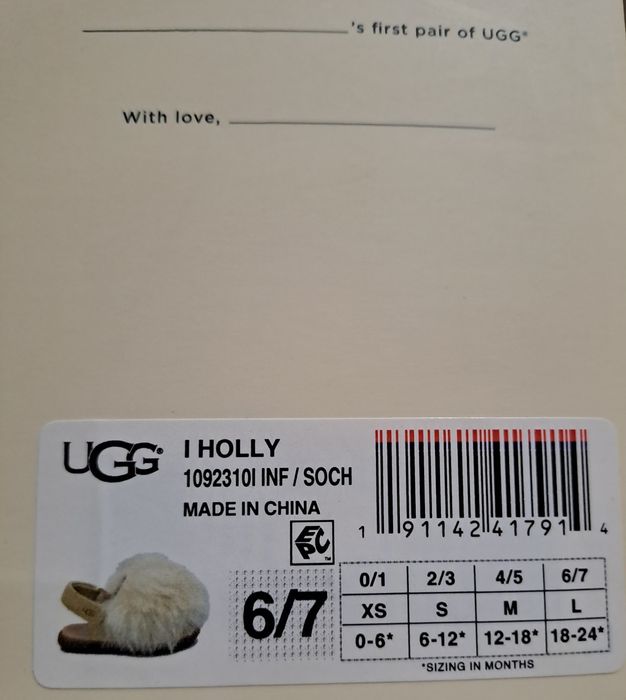 's first pair of UGG®
With love,
UGG®
I HOLLY
1092310I INF / SOCH
MADE IN CHINA
EPC™
1 91142 41791 4
6/7
0/1 2/3 4/5 6/7
XS S M L
0-6* 6-12* 12-18* 18-24*
*SIZING IN MONTHS
UGG